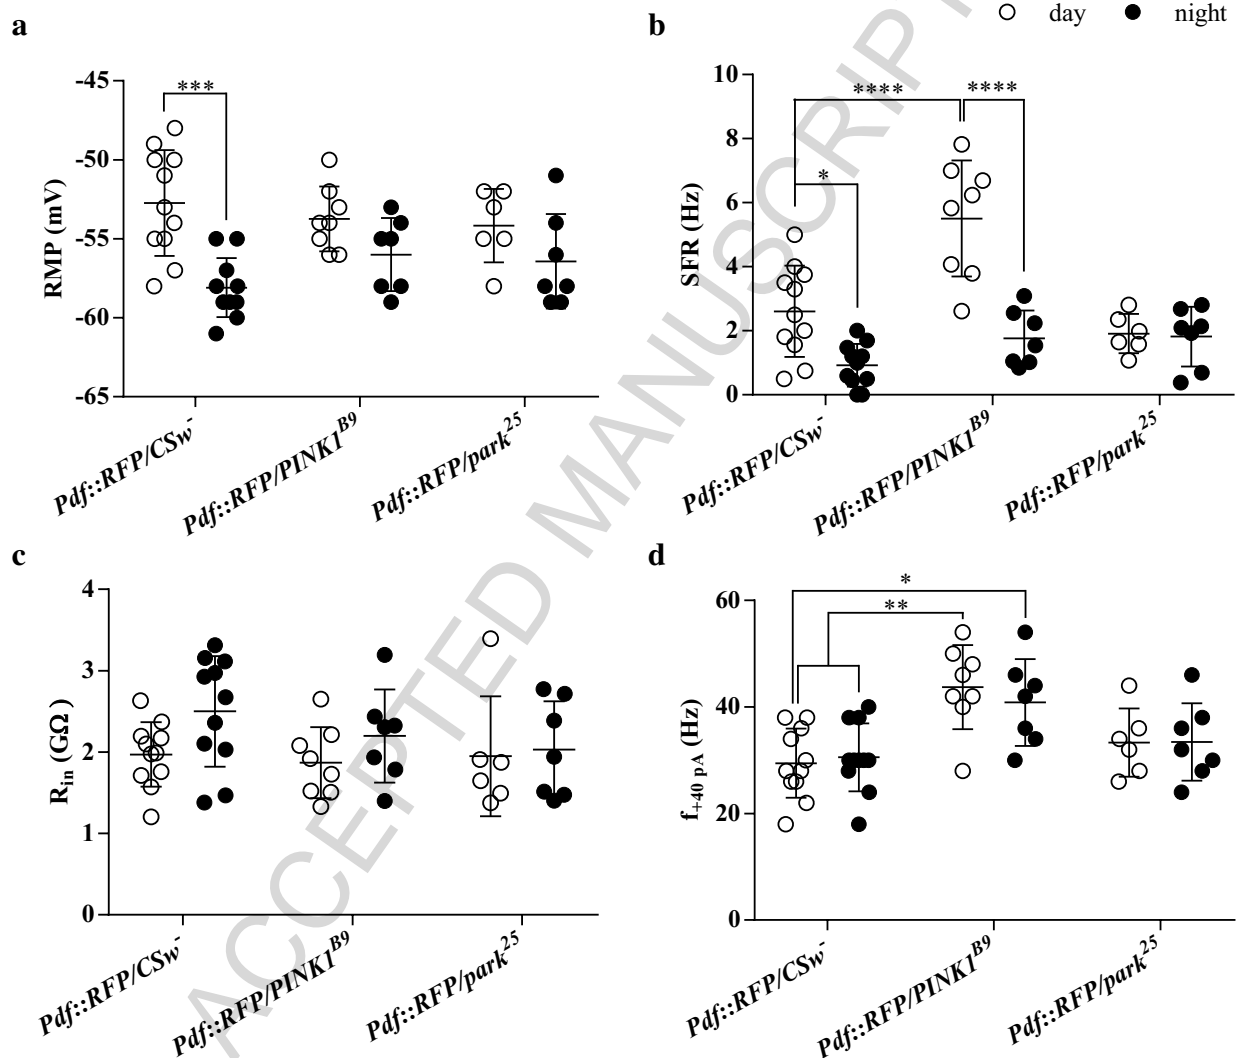 a
b
day night
RMP (mV)
-45
-50
-55
-60
-65
***
Pdf::RFP/CSw-
Pdf::RFP/PINK1B9
Pdf::RFP/park25
SFR (Hz)
10
8
6
4
2
0
****
****
*
Pdf::RFP/CSw-
Pdf::RFP/PINK1B9
Pdf::RFP/park25
c
d
Rin (GΩ)
4
3
2
1
0
Pdf::RFP/CSw-
Pdf::RFP/PINK1B9
Pdf::RFP/park25
f+40 pA (Hz)
60
40
20
0
*
**
Pdf::RFP/CSw-
Pdf::RFP/PINK1B9
Pdf::RFP/park25
ACCEPTED MANUSCRIP